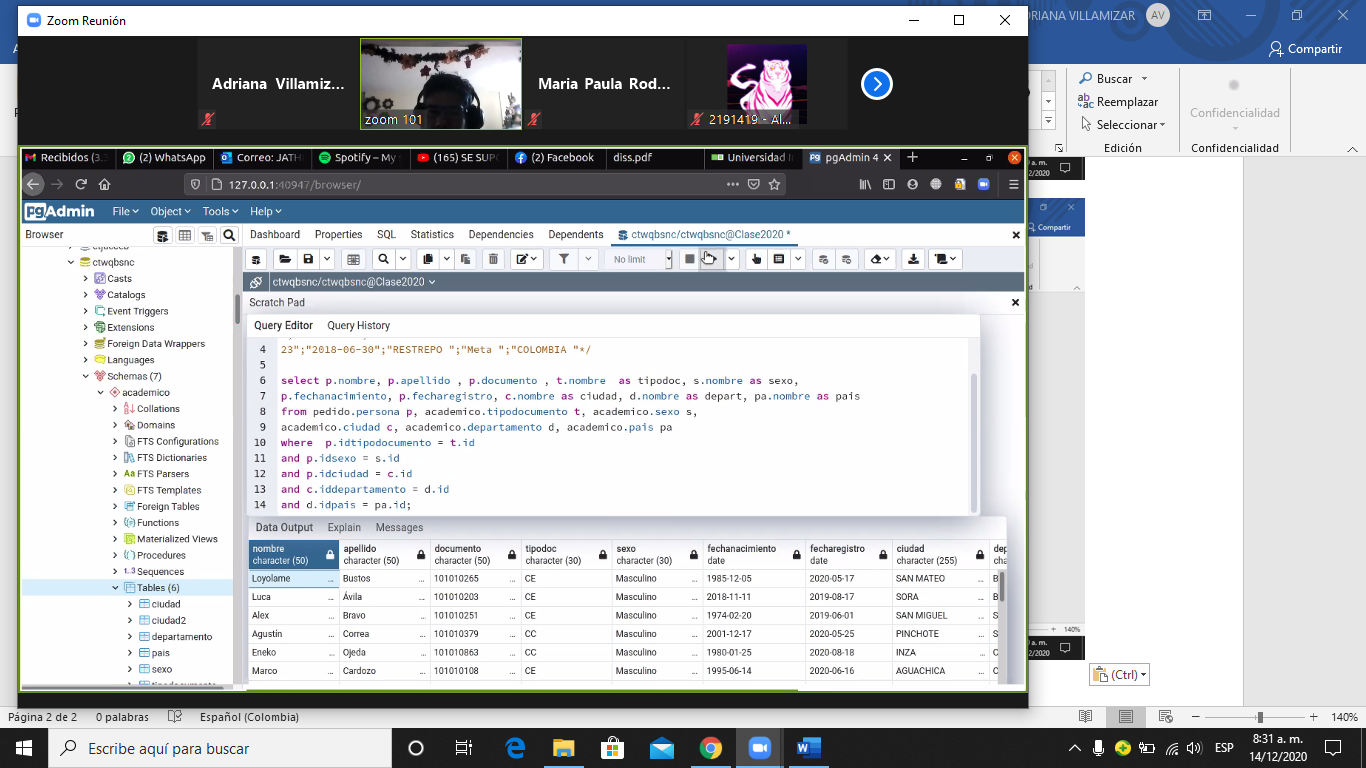 Zoom Reunión
DRIANA VILLAMIZAR
AV
Compartir
Adriana Villamiz...
zoom 101
Maria Paula Rod...
2191419 - Al...
Buscar
Reemplazar
Seleccionar
Edición
Confidencialidad
Confidencialidad
Recibidos (3.
(2) WhatsApp
Correo: JATH
Spotify – My
(165) SE SUPO
(2) Facebook
diss.pdf
Universidad I
pgAdmin 4
127.0.0.1:40947/browser/
pgAdmin
File
Object
Tools
Help
Browser
Dashboard
Properties
SQL
Statistics
Dependencies
Dependents
ctwqbsnc/ctwqbsnc@Clase2020 *
No limit
ctwqbsnc/ctwqbsnc@Clase2020
Scratch Pad
Query Editor
Query History
ctwqbsnc
Casts
Catalogs
Event Triggers
Extensions
Foreign Data Wrappers
Languages
Schemas (7)
academico
Collations
Domains
FTS Configurations
FTS Dictionaries
FTS Parsers
FTS Templates
Foreign Tables
Functions
Materialized Views
Procedures
Sequences
Tables (6)
ciudad
ciudad2
departamento
pais
sexo
4 23";"2018-06-30";"RESTREPO ";"Meta ";"COLOMBIA "*/
5
6 select p.nombre, p.apellido , p.documento , t.nombre  as tipodoc, s.nombre as sexo,
7 p.fechanacimiento, p.fecharegistro, c.nombre as ciudad, d.nombre as depart, pa.nombre as pais
8 from pedido.persona p, academico.tipodocumento t, academico.sexo s,
9 academico.ciudad c, academico.departamento d, academico.pais pa
10 where  p.idtipodocumento = t.id
11 and p.idsexo = s.id
12 and p.idciudad = c.id
13 and c.iddepartamento = d.id
14 and d.idpais = pa.id;
Data Output
Explain
Messages
nombre apellido documento tipodoc sexo fechanacimiento fecharegistro ciudad
character (50) character (50) character (50) character (30) character (30) date date character (255)
Loyolame ... Bustos ... 101010265 ... CE ... Masculino ... 1985-12-05 2020-05-17 SAN MATEO ...
Luca ... Ávila ... 101010203 ... CE ... Masculino ... 2018-11-11 2019-08-17 SORA ...
Alex ... Bravo ... 101010251 ... CE ... Masculino ... 1974-02-20 2019-06-01 SAN MIGUEL ...
Agustín ... Correa ... 101010379 ... CC ... Masculino ... 2001-12-17 2020-05-25 PINCHOTE ...
Eneko ... Ojeda ... 101010863 ... CC ... Masculino ... 1980-01-25 2020-08-18 INZA ...
Marco ... Cardozo ... 101010108 ... CE ... Masculino ... 1995-06-14 2020-06-16 AGUACHICA ...
Compartir
140%
(Ctrl)
Página 2 de 2
0 palabras
Español (Colombia)
140%
Escribe aquí para buscar
ESP
8:31 a. m.
14/12/2020